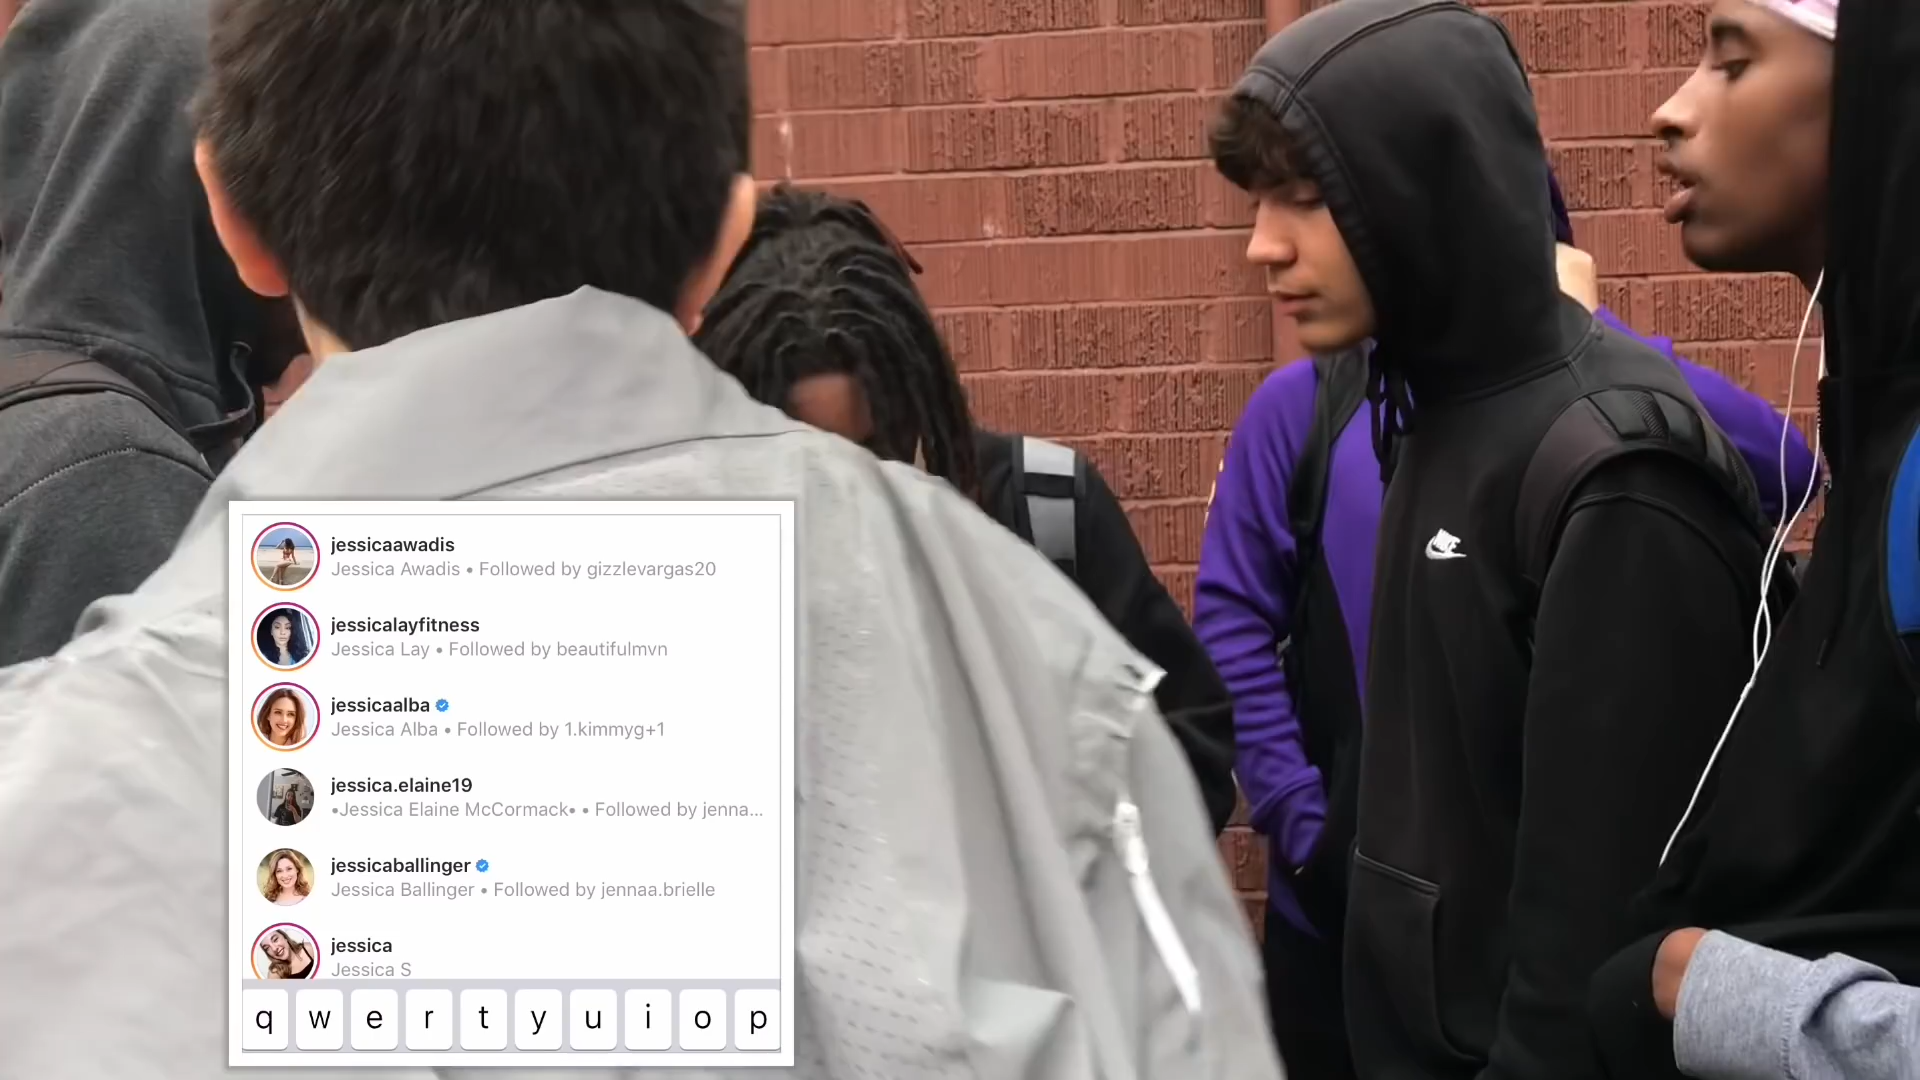 jessicaawadis
Jessica Awadis • Followed by gizzlevargas20
jessicalayfitness
Jessica Lay • Followed by beautifulmvn
jessicaalba
Jessica Alba • Followed by 1.kimmyg+1
jessica.elaine19
•Jessica Elaine McCormack• • Followed by jenna...
jessicaballinger
Jessica Ballinger • Followed by jennaa.brielle
jessica
Jessica S
q w e r t y u i o p